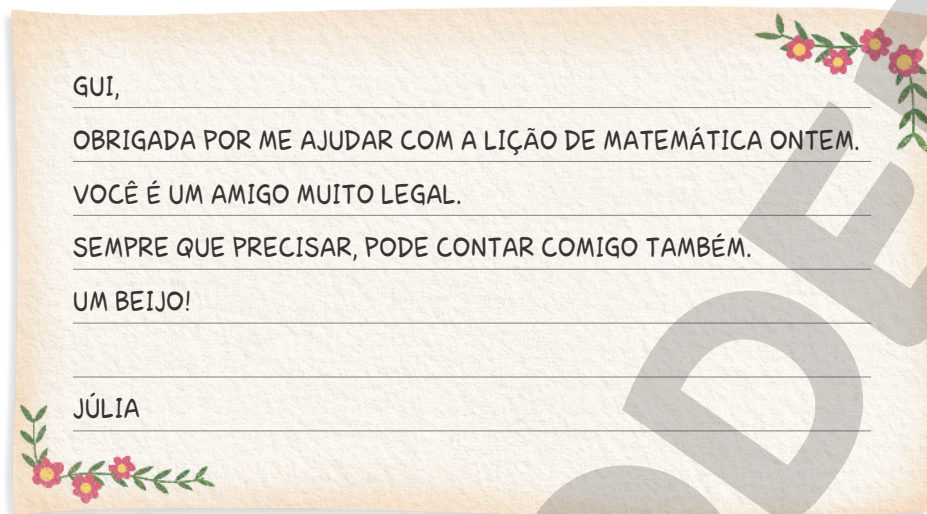 GUI,
OBRIGADA POR ME AJUDAR COM A LIÇÃO DE MATEMÁTICA ONTEM.
VOCÊ É UM AMIGO MUITO LEGAL.
SEMPRE QUE PRECISAR, PODE CONTAR COMIGO TAMBÉM.
UM BEIJO!
JÚLIA